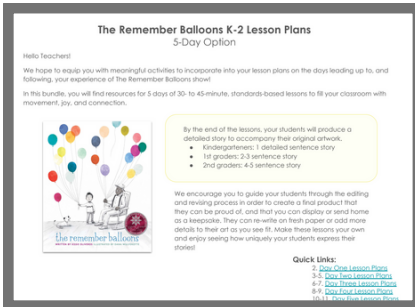 The Remember Balloons K-2 Lesson Plans
5-Day Option
Hello Teachers!
We hope to equip you with meaningful activities to incorporate into your lesson plans on the days leading up to, and
following, your experience of The Remember Balloons show!
In this bundle, you will find resources for 5 days of 30- to 45-minute, standards-based lessons to fill your classroom with
movement, joy, and connection.
By the end of the lessons, your students will produce a
detailed story to accompany their original artwork.
● Kindergarteners: 1 detailed sentence story
● 1st graders: 2-3 sentence story
● 2nd graders: 4-5 sentence story
the remember balloons
We encourage you to guide your students through the editing
and revising process in order to create a final product that
they can be proud of, and that you can display or send home
as a keepsake. They can re-write on fresh paper or add more
details to their art as you see fit. Make these lessons your own
and enjoy seeing how uniquely your students express their
stories!
Quick Links:
2. Day One Lesson Plans
3-5. Day Two Lesson Plans
6-7. Day Three Lesson Plans
8-9. Day Four Lesson Plans
10-11. Day Five Lesson Plans